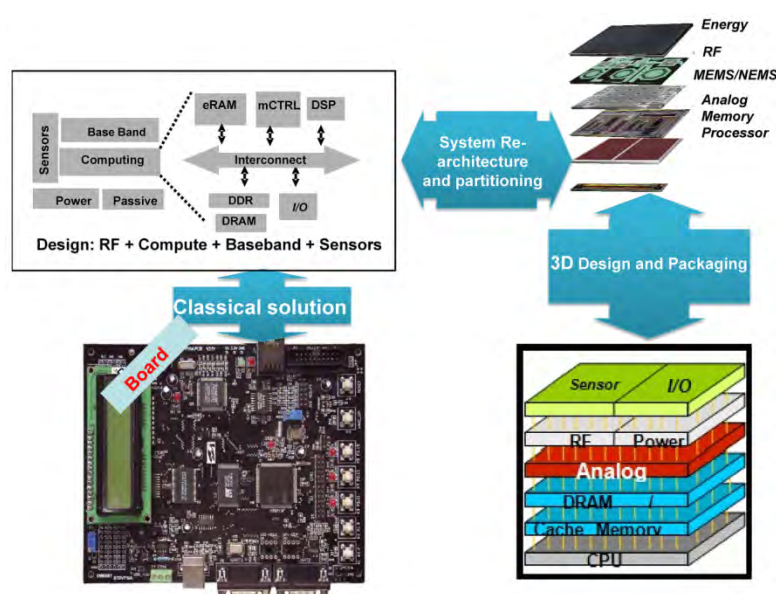 Energy
RF
MEMS/NEMS
Analog
Memory
Processor
eRAM
mCTRL
DSP
Sensors
Base Band
Computing
Interconnect
Power
Passive
DDR
DRAM
I/O
Design: RF + Compute + Baseband + Sensors
System Re-
architecture
and partitioning
3D Design and Packaging
Classical solution
Board
Sensor
I/O
RF
Power
Analog
DRAM /
Cache Memory
CPU